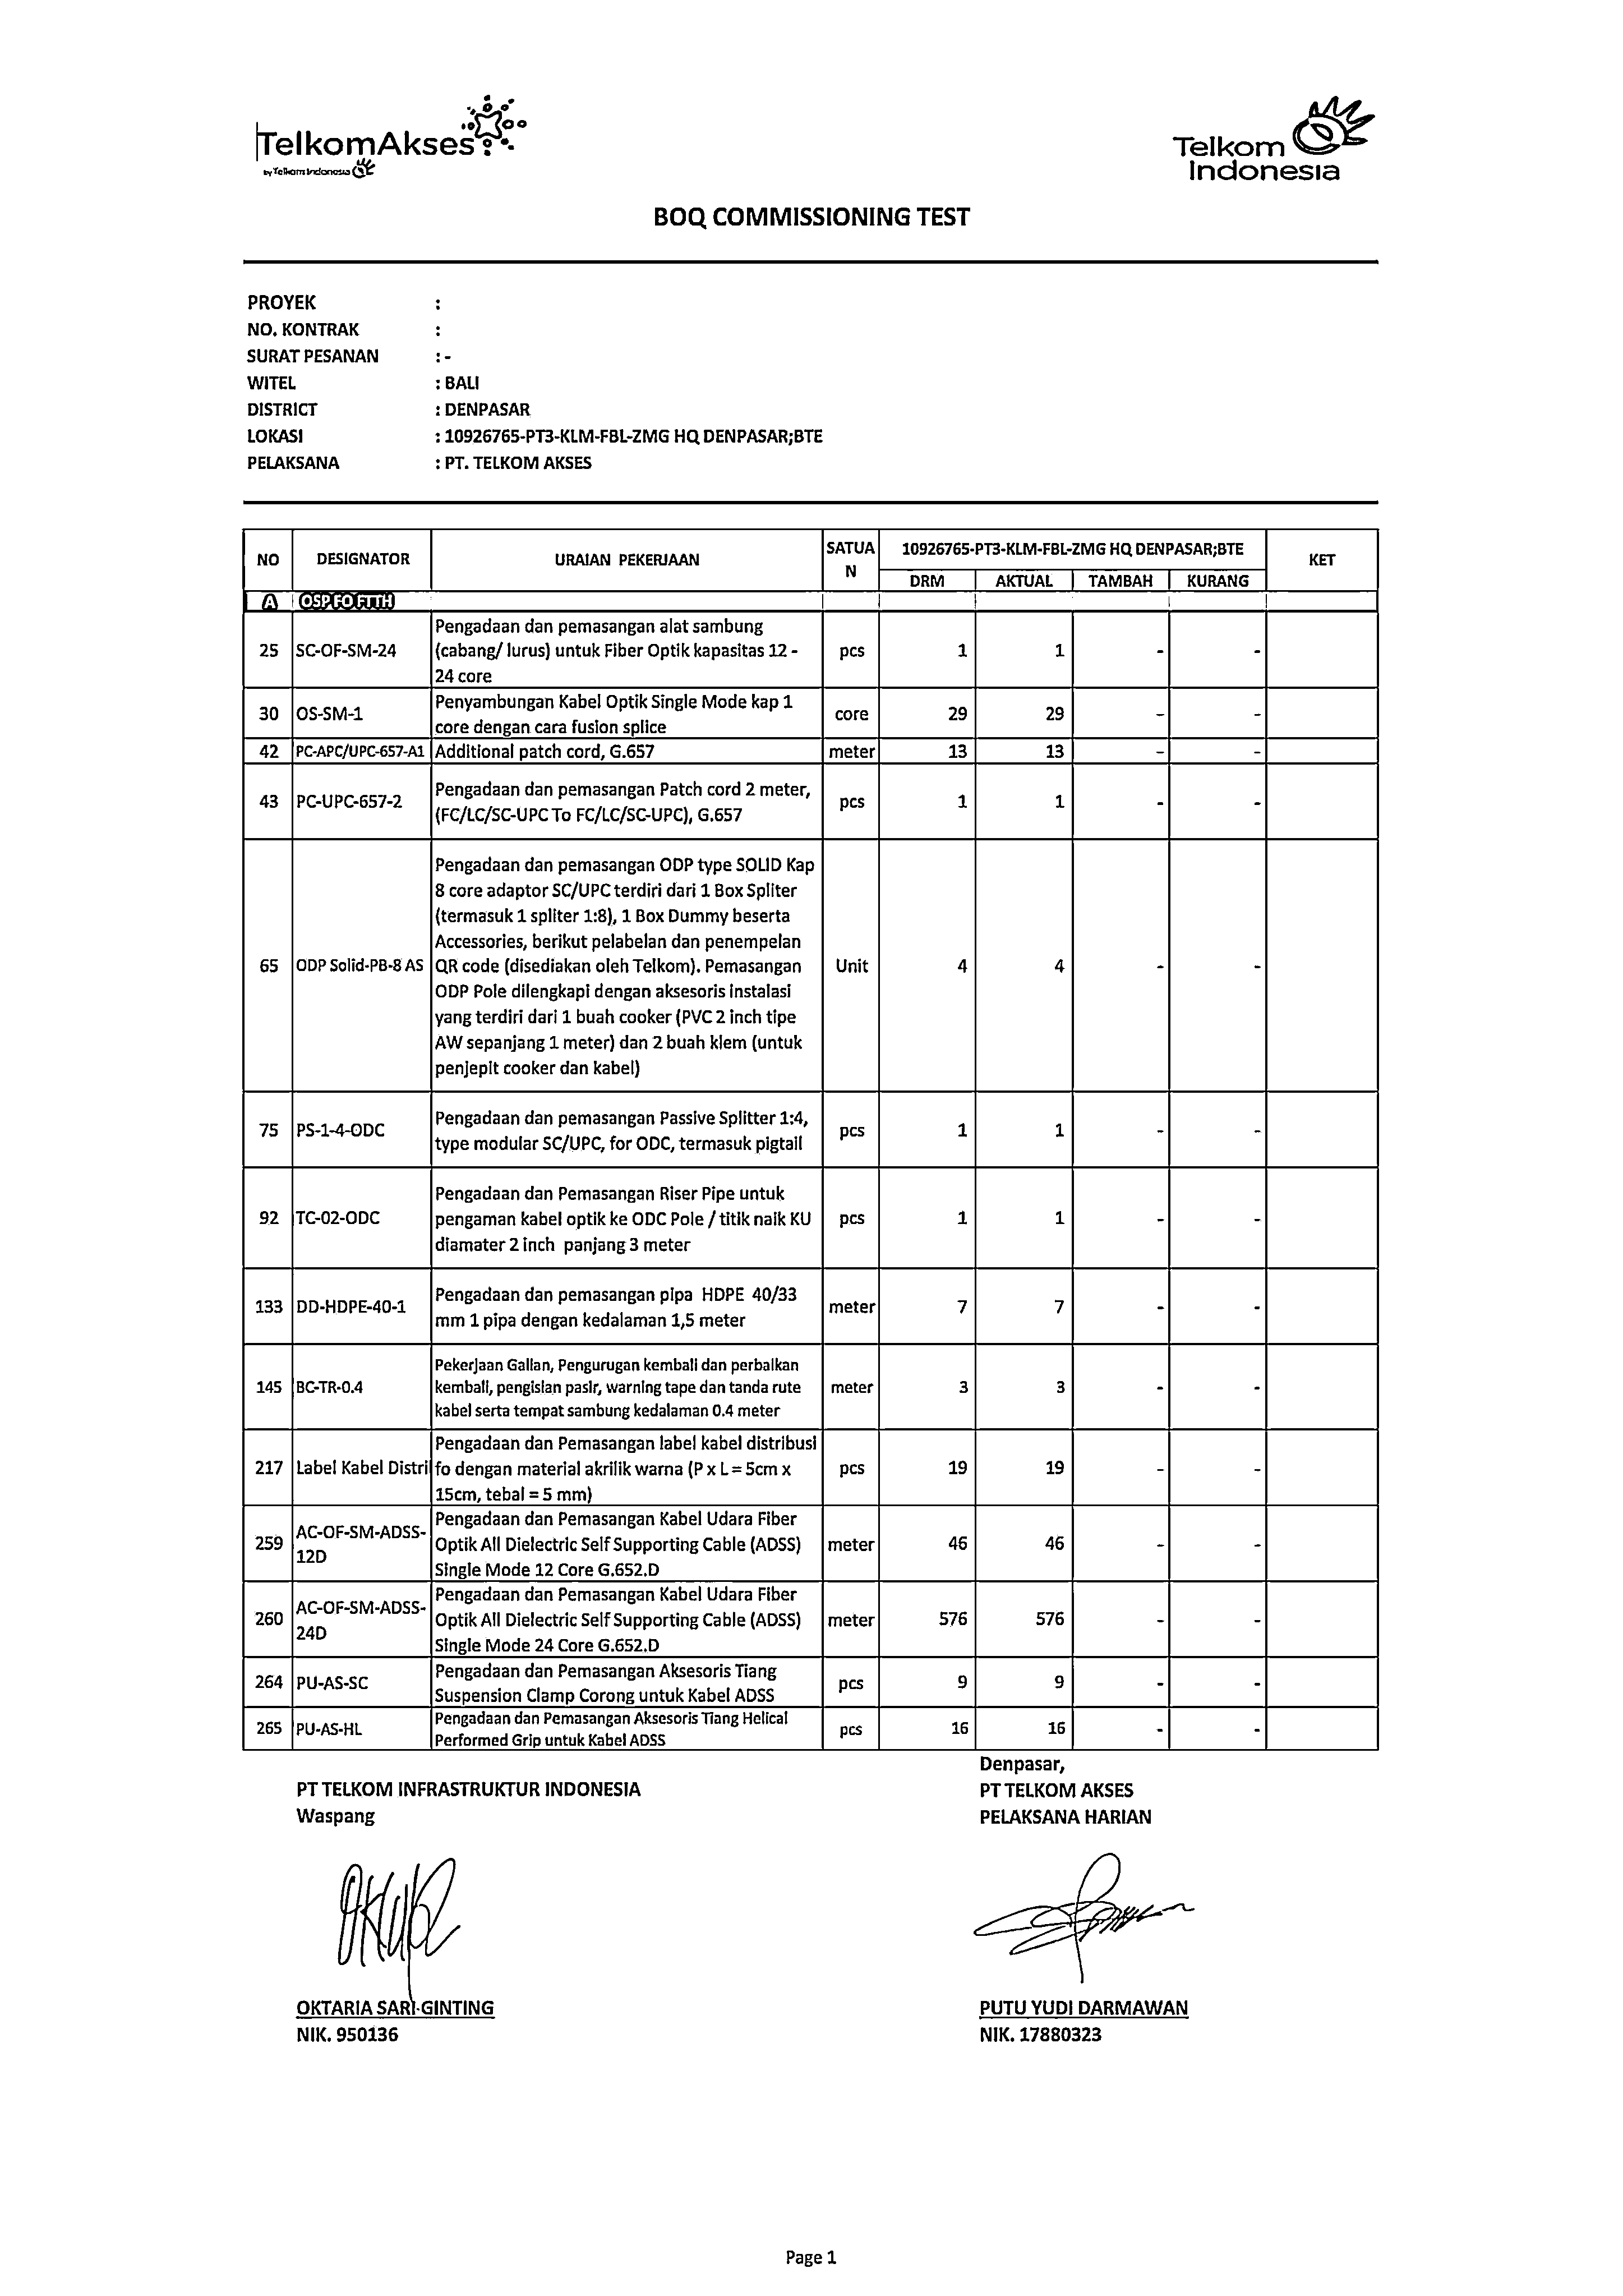 TelkomAkses
by Telkom Indonesia
Telkom
Indonesia
BOQ COMMISSIONING TEST
PROYEK :
NO. KONTRAK :
SURAT PESANAN : -
WITEL : BALI
DISTRICT : DENPASAR
LOKASI : 10926765-PT3-KLM-FBL-ZMG HQ DENPASAR;BTE
PELAKSANA : PT. TELKOM AKSES
NO DESIGNATOR URAIAN PEKERJAAN SATUA
N 10926765-PT3-KLM-FBL-ZMG HQ DENPASAR;BTE KET
DRM AKTUAL TAMBAH KURANG
A OSP FO FTTH
Pengadaan dan pemasangan alat sambung
25 SC-OF-SM-24 (cabang/ lurus) untuk Fiber Optik kapasitas 12 - pcs 1 1 - -
24 core
Penyambungan Kabel Optik Single Mode kap 1
30 OS-SM-1 core dengan cara fusion splice core 29 29 - -
42 PC-APC/UPC-657-A1 Additional patch cord, G.657 meter 13 13 - -
Pengadaan dan pemasangan Patch cord 2 meter,
43 PC-UPC-657-2 (FC/LC/SC-UPC To FC/LC/SC-UPC), G.657 pcs 1 1 - -
Pengadaan dan pemasangan ODP type SOLID Kap
8 core adaptor SC/UPC terdiri dari 1 Box Spliter
(termasuk 1 spliter 1:8), 1 Box Dummy beserta
Accessories, berikut pelabelan dan penempelan
65 ODP Solid-PB-8 AS QR code (disediakan oleh Telkom). Pemasangan Unit 4 4 - -
ODP Pole dilengkapi dengan aksesoris instalasi
yang terdiri dari 1 buah cooker (PVC 2 inch tipe
AW sepanjang 1 meter) dan 2 buah klem (untuk
penjepit cooker dan kabel)
Pengadaan dan pemasangan Passive Splitter 1:4,
75 PS-1-4-ODC type modular SC/UPC, for ODC, termasuk pigtail pcs 1 1 - -
Pengadaan dan Pemasangan Riser Pipe untuk
92 TC-02-ODC pengaman kabel optik ke ODC Pole / titik naik KU pcs 1 1 - -
diamater 2 inch panjang 3 meter
Pengadaan dan pemasangan pipa HDPE 40/33
133 DD-HDPE-40-1 mm 1 pipa dengan kedalaman 1,5 meter meter 7 7 - -
Pekerjaan Galian, Pengurugan kembali dan perbaikan
145 BC-TR-0.4 kembali, pengisian pasir, warning tape dan tanda rute meter 3 3 - -
kabel serta tempat sambung kedalaman 0.4 meter
Pengadaan dan Pemasangan label kabel distribusi
217 Label Kabel Distri fo dengan material akrilik warna (P x L = 5cm x pcs 19 19 - -
15cm, tebal = 5 mm)
Pengadaan dan Pemasangan Kabel Udara Fiber
259 AC-OF-SM-ADSS-12D Optik All Dielectric Self Supporting Cable (ADSS) meter 46 46 - -
Single Mode 12 Core G.652.D
Pengadaan dan Pemasangan Kabel Udara Fiber
260 AC-OF-SM-ADSS-24D Optik All Dielectric Self Supporting Cable (ADSS) meter 576 576 - -
Single Mode 24 Core G.652.D
Pengadaan dan Pemasangan Aksesoris Tiang
264 PU-AS-SC Suspension Clamp Corong untuk Kabel ADSS pcs 9 9 - -
Pengadaan dan Pemasangan Aksesoris Tiang Helical
265 PU-AS-HL Performed Grip untuk Kabel ADSS pcs 16 16 - -
Denpasar,
PT TELKOM INFRASTRUKTUR INDONESIA PT TELKOM AKSES
Waspang PELAKSANA HARIAN
OKTARIA SARI GINTING PUTU YUDI DARMAWAN
NIK. 950136 NIK. 17880323
Page 1